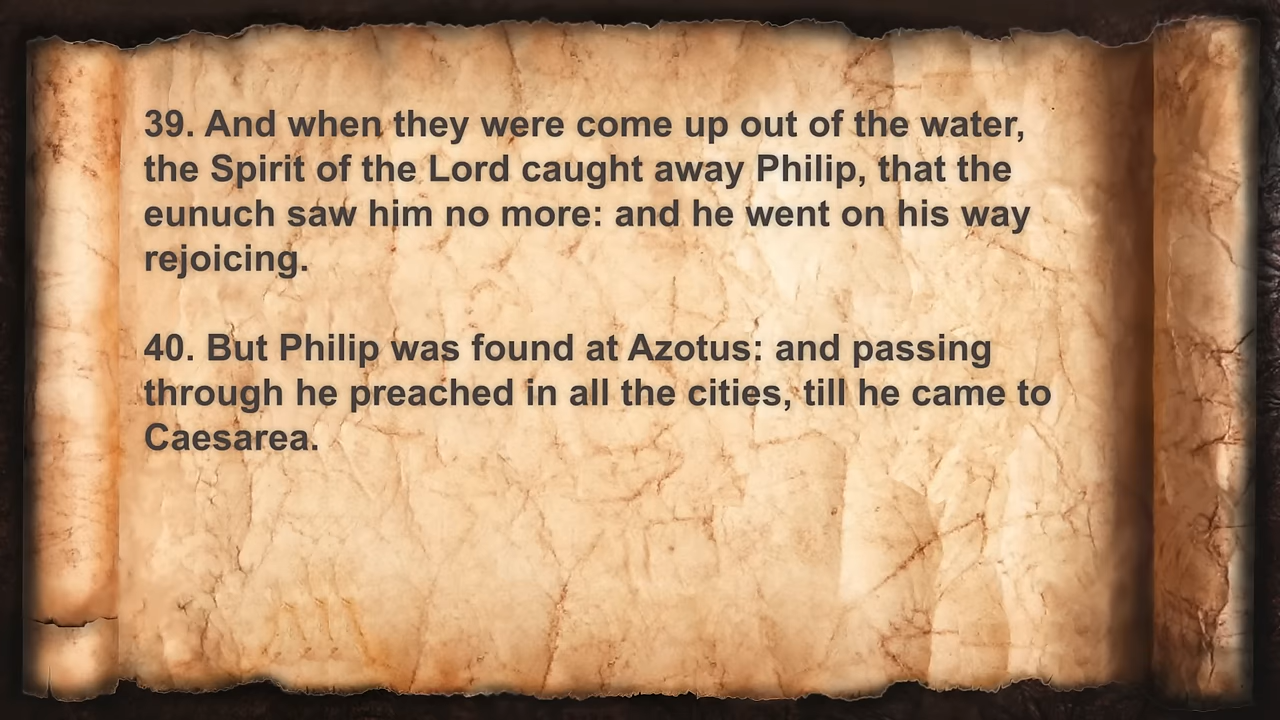 39. And when they were come up out of the water,
the Spirit of the Lord caught away Philip, that the
eunuch saw him no more: and he went on his way
rejoicing.
40. But Philip was found at Azotus: and passing
through he preached in all the cities, till he came to
Caesarea.